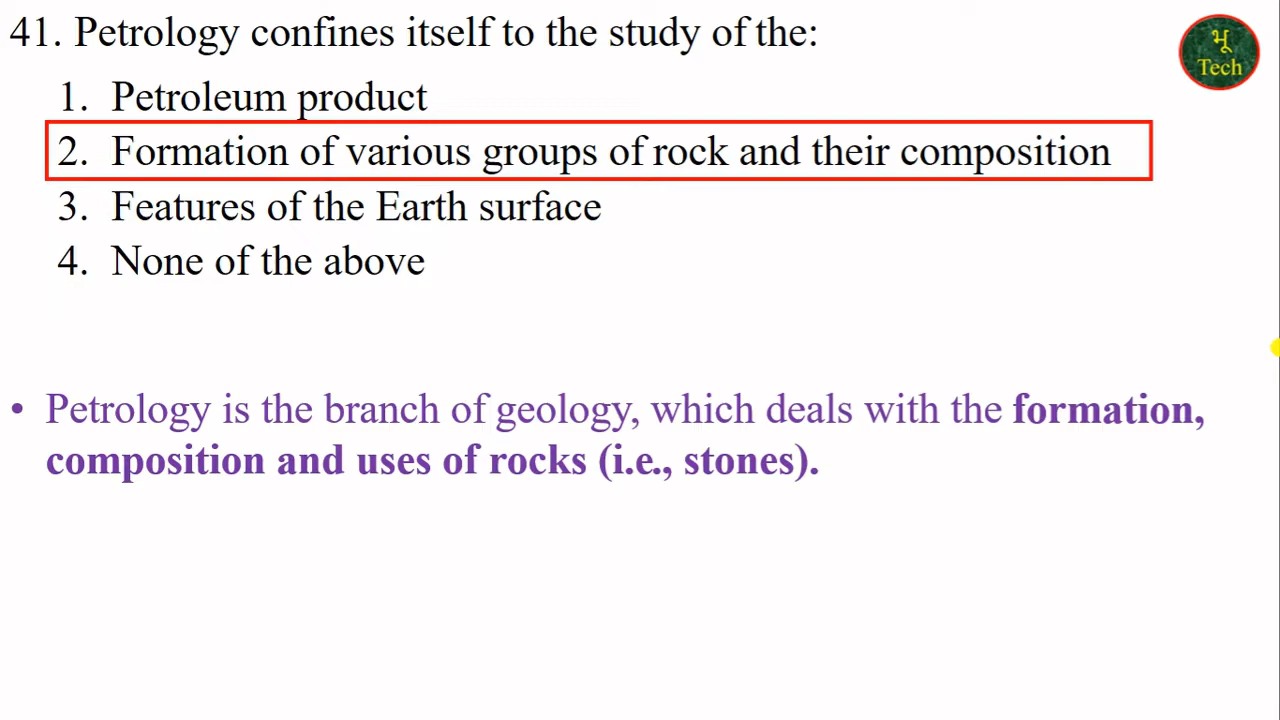 41. Petrology confines itself to the study of the:
भू
Tech
1. Petroleum product
2. Formation of various groups of rock and their composition
3. Features of the Earth surface
4. None of the above
• Petrology is the branch of geology, which deals with the formation,
composition and uses of rocks (i.e., stones).